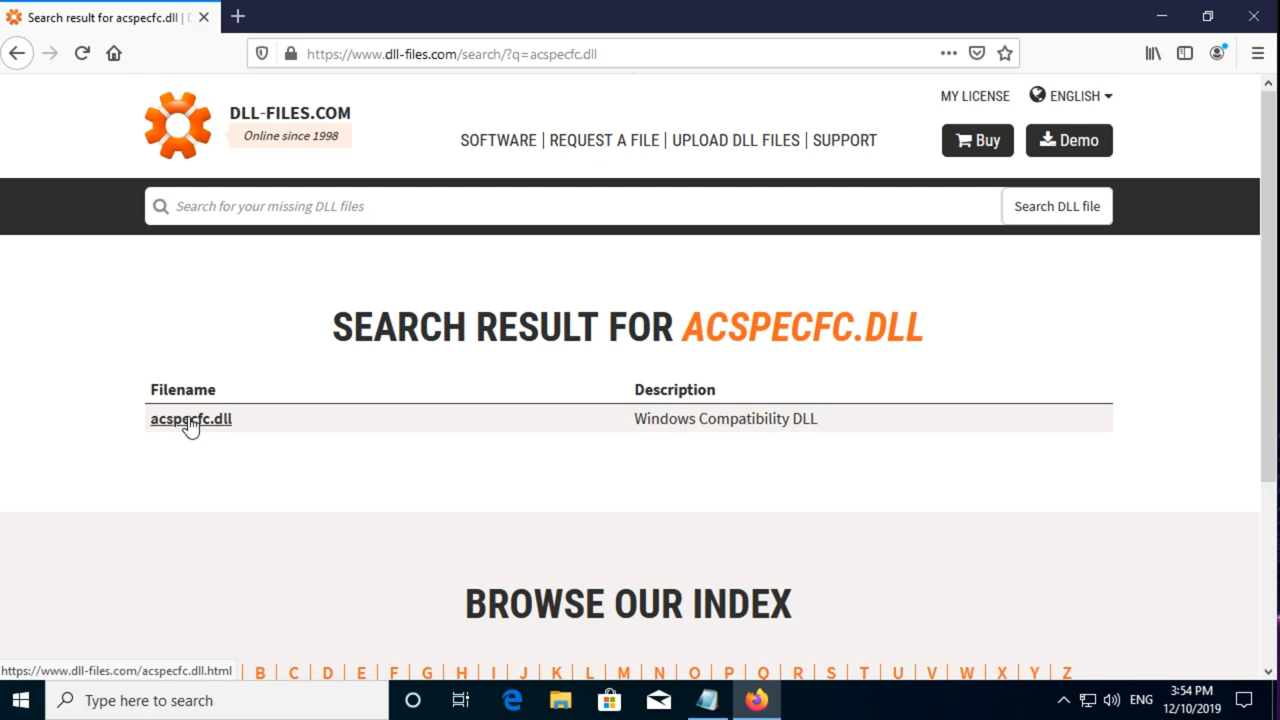 Search result for acspecfc.dll | D
https://www.dll-files.com/search/?q=acspecfc.dll
MY LICENSE
ENGLISH
DLL-FILES.COM
Online since 1998
SOFTWARE | REQUEST A FILE | UPLOAD DLL FILES | SUPPORT
Buy
Demo
Search for your missing DLL files
Search DLL file
SEARCH RESULT FOR ACSPECFC.DLL
Filename
Description
acspecfc.dll
Windows Compatibility DLL
BROWSE OUR INDEX
https://www.dll-files.com/acspecfc.dll.html
| B | C | D | E | F | G | H | I | J | K | L | M | N | O | P | Q | R | S | T | U | V | W | X | Y | Z
Type here to search
ENG
3:54 PM
12/10/2019